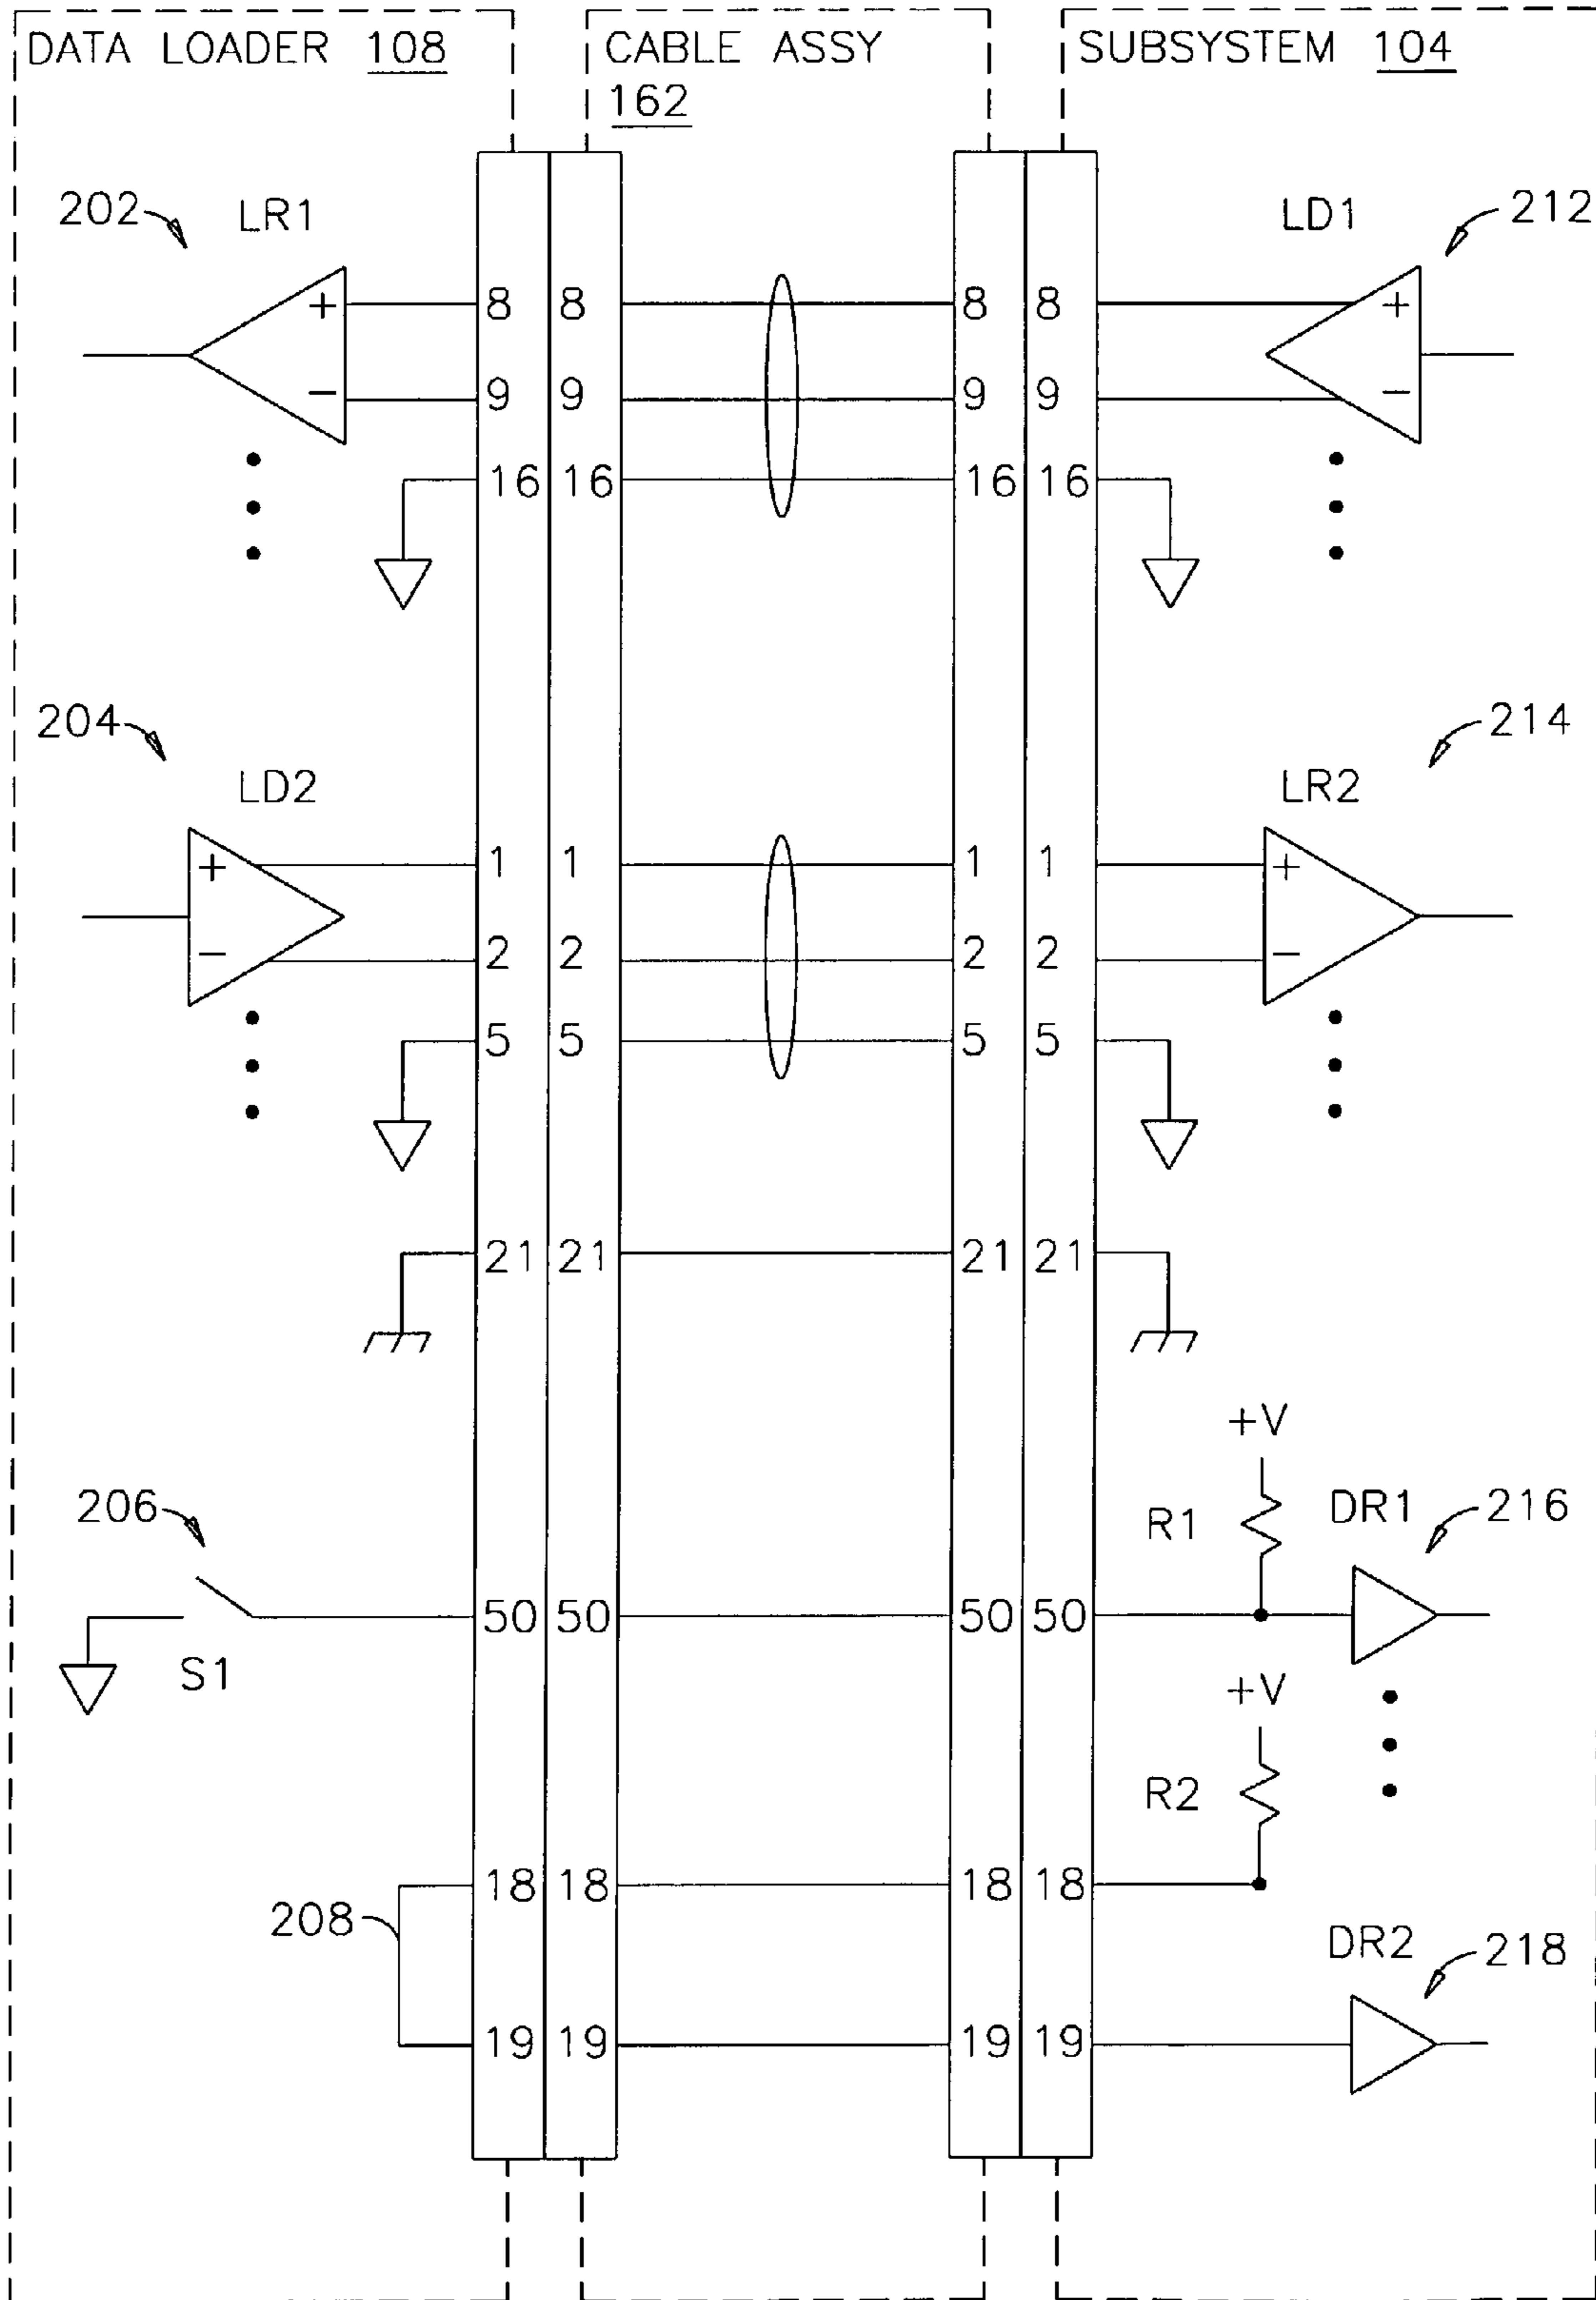 DATA LOADER 108
CABLE ASSY
162
SUBSYSTEM 104
202
LR1
LD1
212
+
8 8 8 8
+
−
9 9 9 9
−
16 16 16 16
204
LD2
LR2
214
+
1 1 1 1
+
−
2 2 2 2
−
5 5 5 5
21 21 21 21
+V
206
R1
DR1
216
50 50 50 50
S1
+V
R2
18 18 18 18
208
DR2
218
19 19 19 19